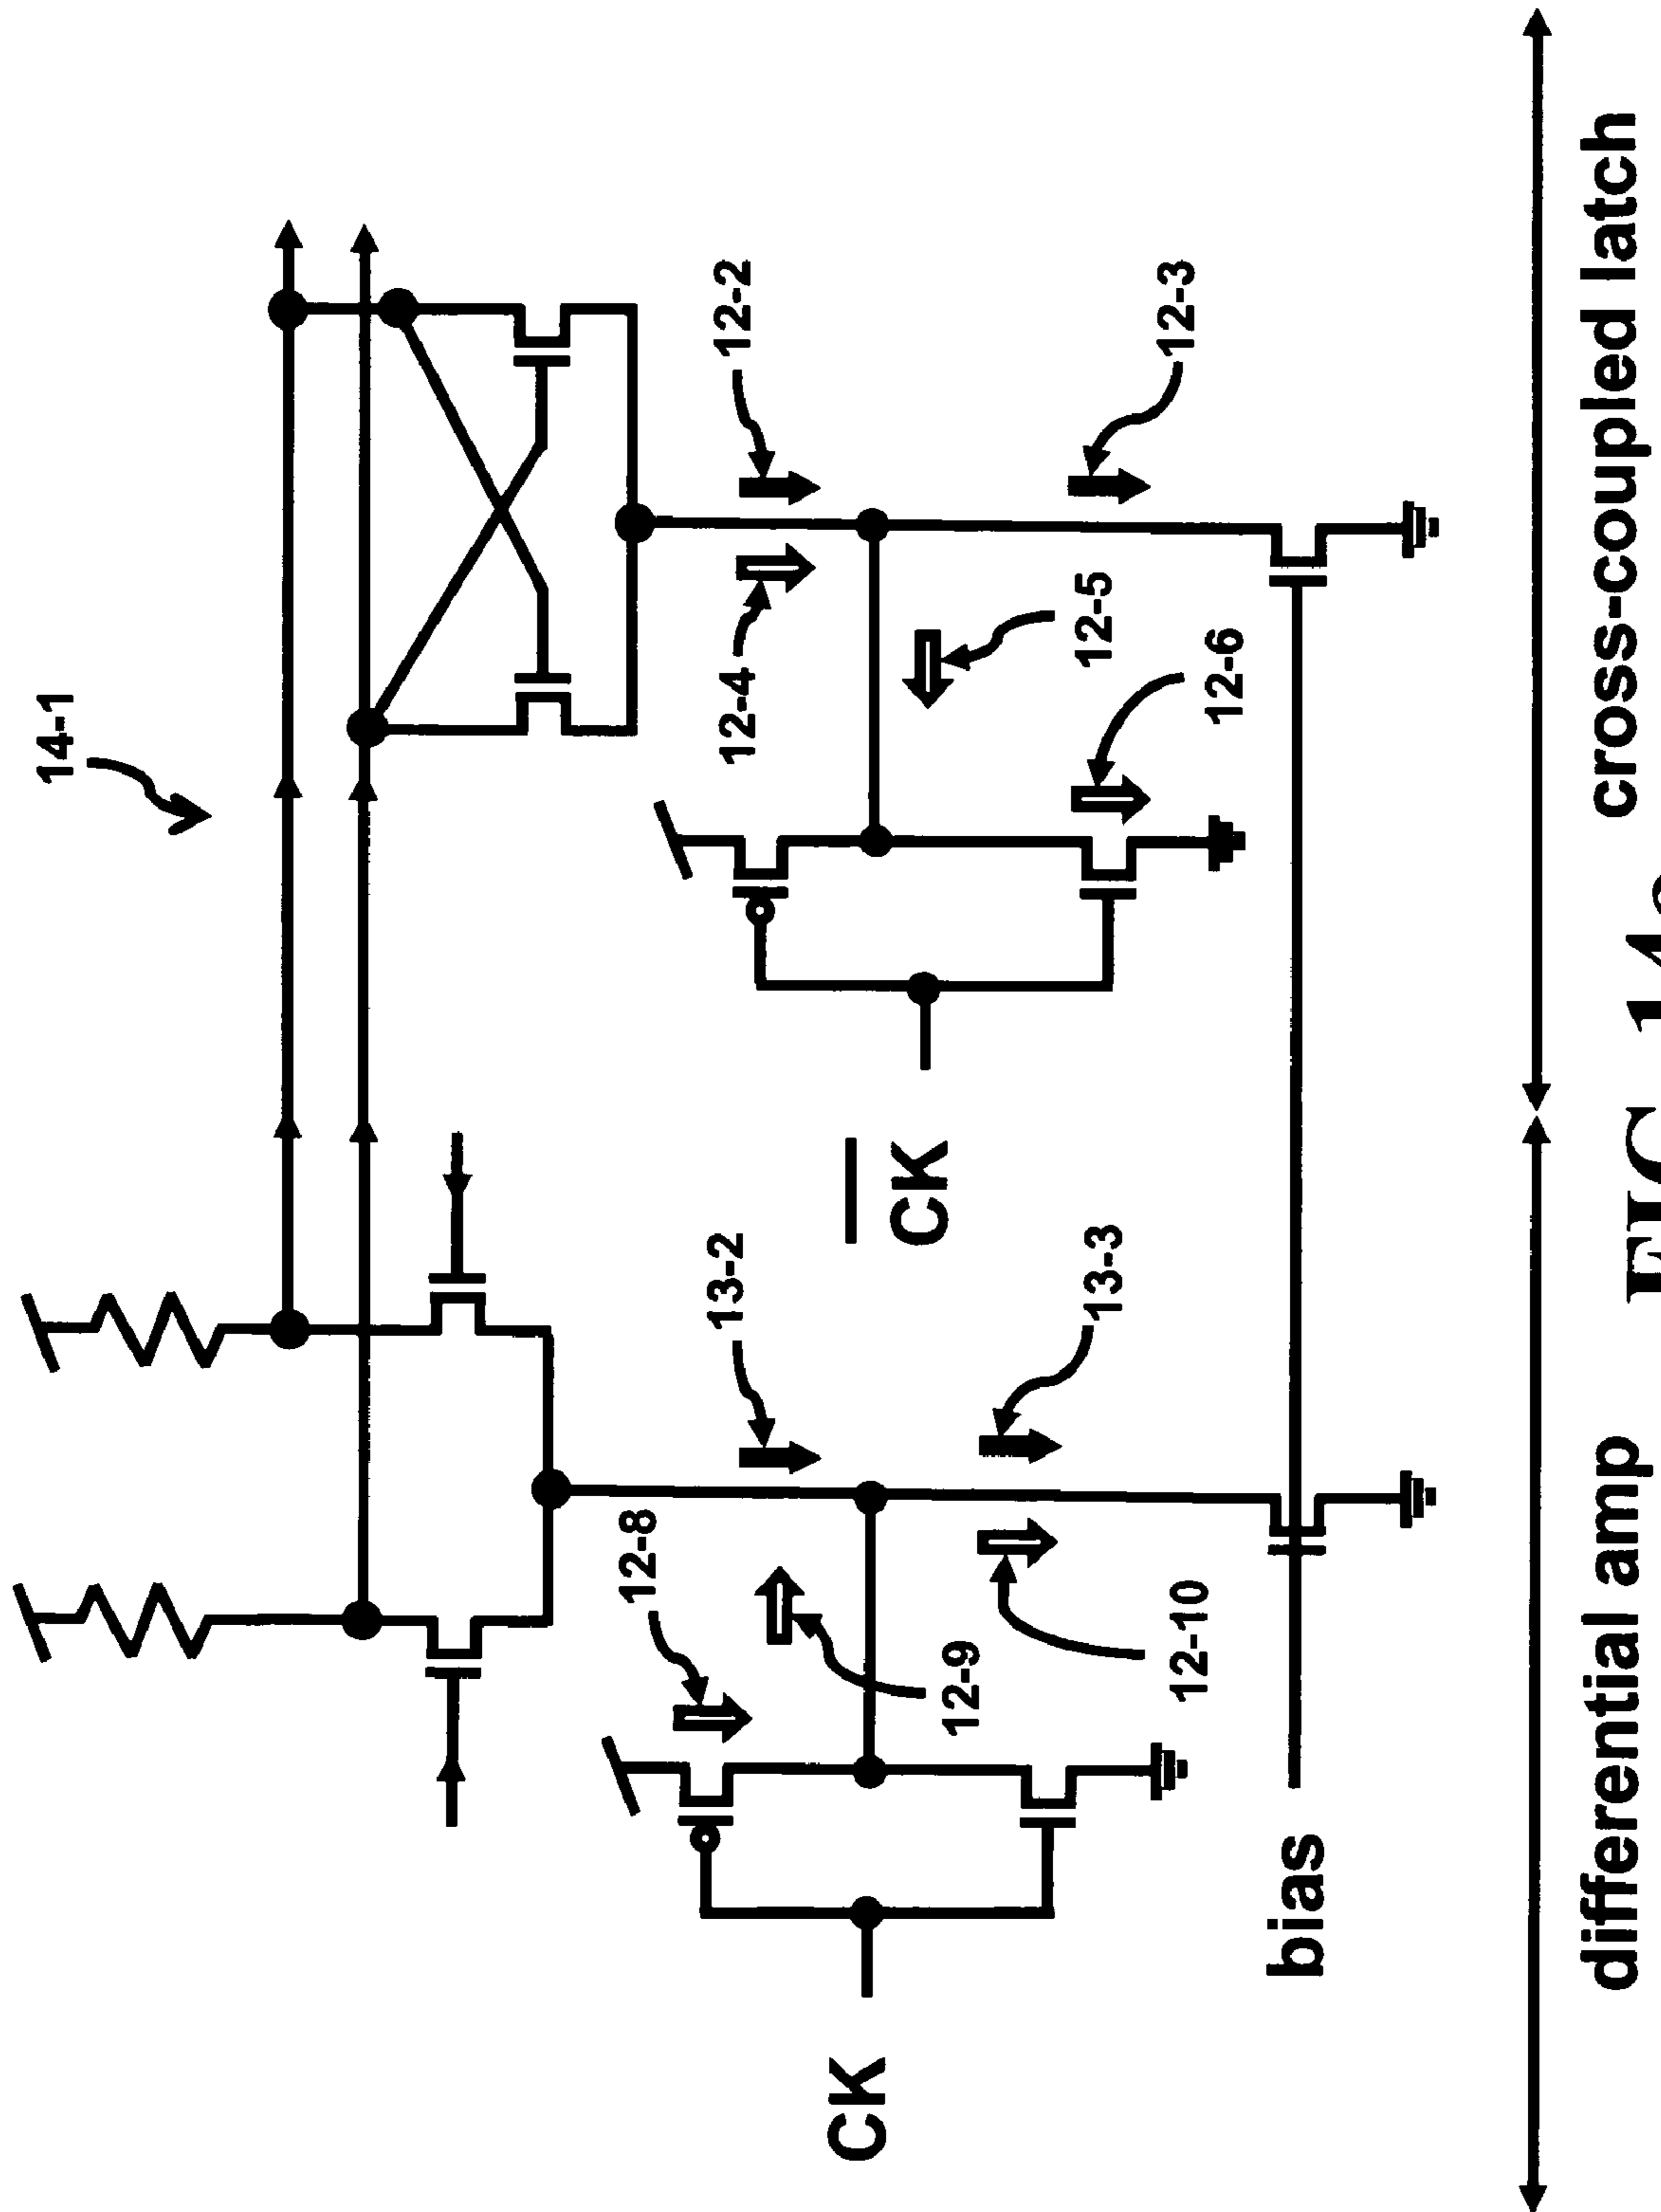 14-1
12-8
13-2
12-4
12-2
CK
12-9
CK
12-5
12-10
13-3
12-6
12-3
bias
differential amp
cross-coupled latch